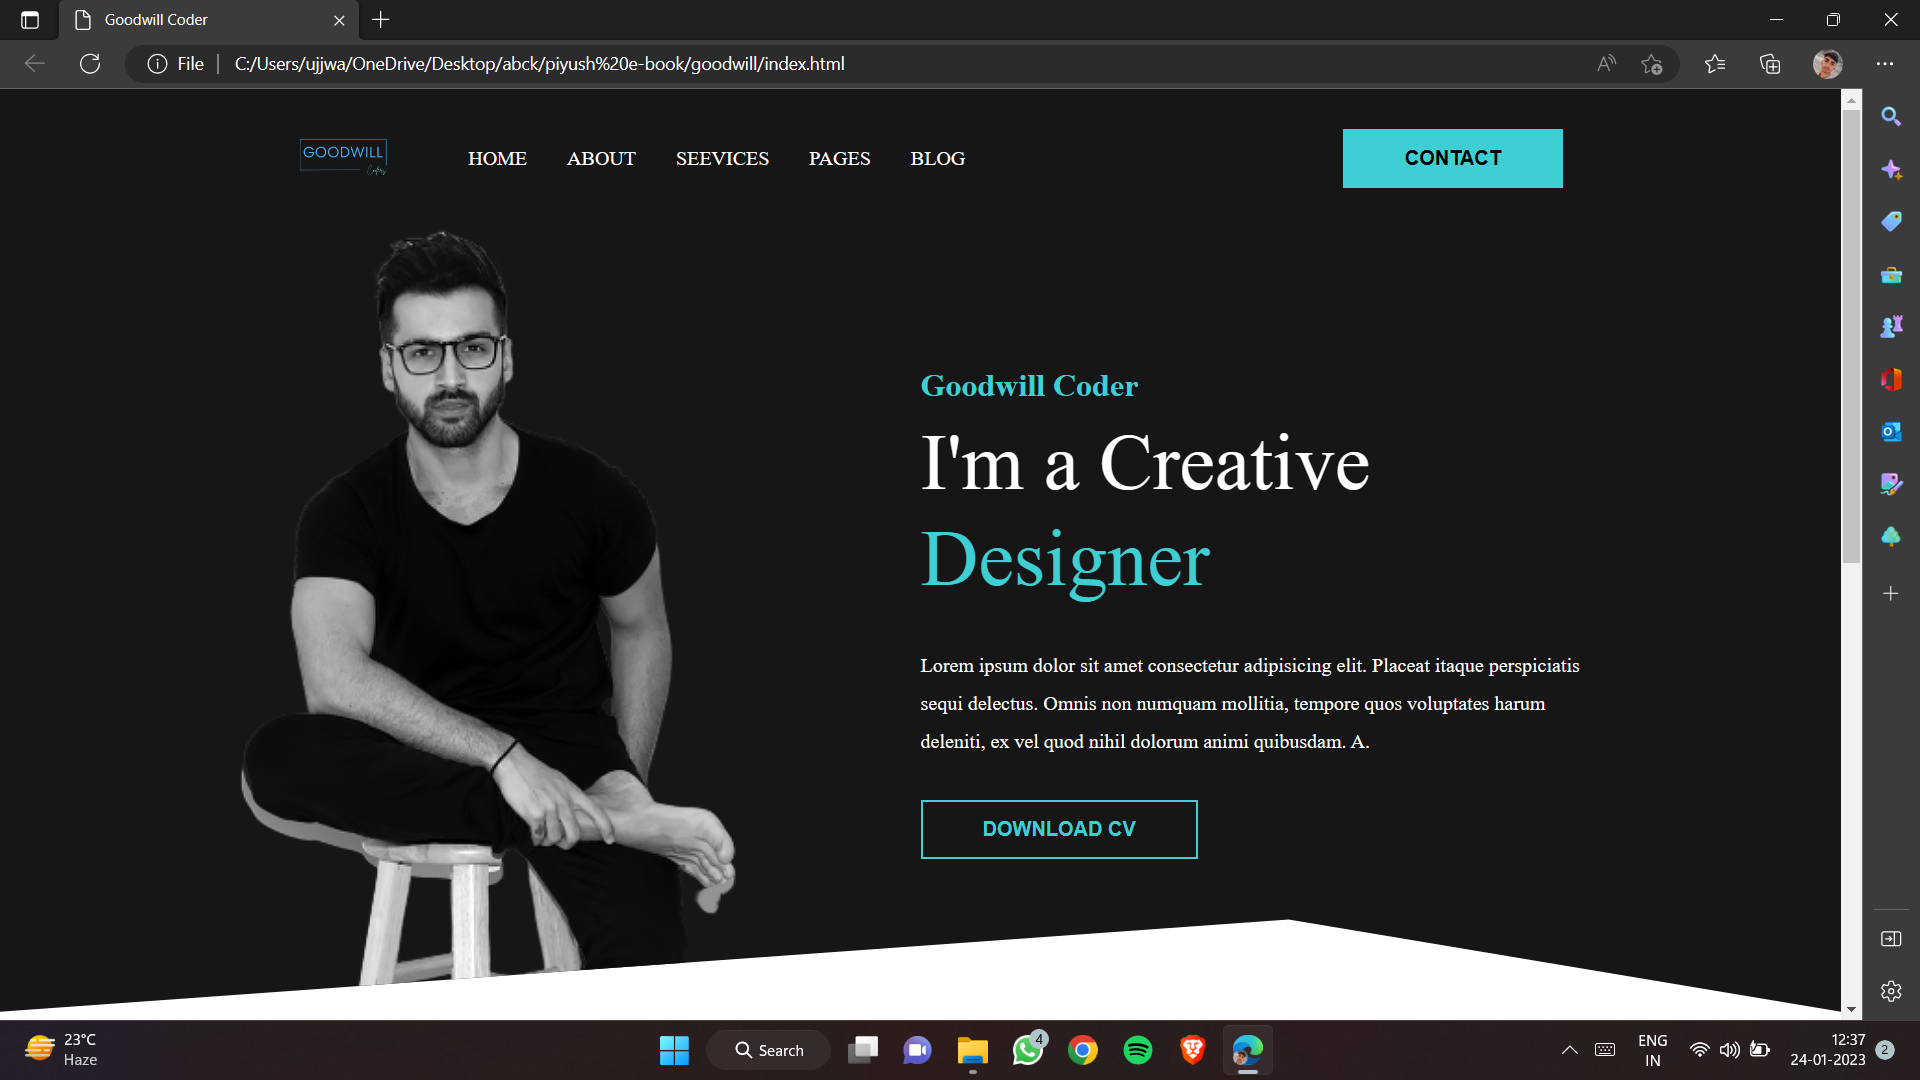 Goodwill Coder
File
C:/Users/ujjwa/OneDrive/Desktop/abck/piyush%20e-book/goodwill/index.html
GOODWILL
Coders
HOME
ABOUT
SEEVICES
PAGES
BLOG
CONTACT
Goodwill Coder
I'm a Creative
Designer
Lorem ipsum dolor sit amet consectetur adipisicing elit. Placeat itaque perspiciatis
sequi delectus. Omnis non numquam mollitia, tempore quos voluptates harum
deleniti, ex vel quod nihil dolorum animi quibusdam. A.
DOWNLOAD CV
23°C
Haze
Search
4
ENG
IN
12:37
24-01-2023
2